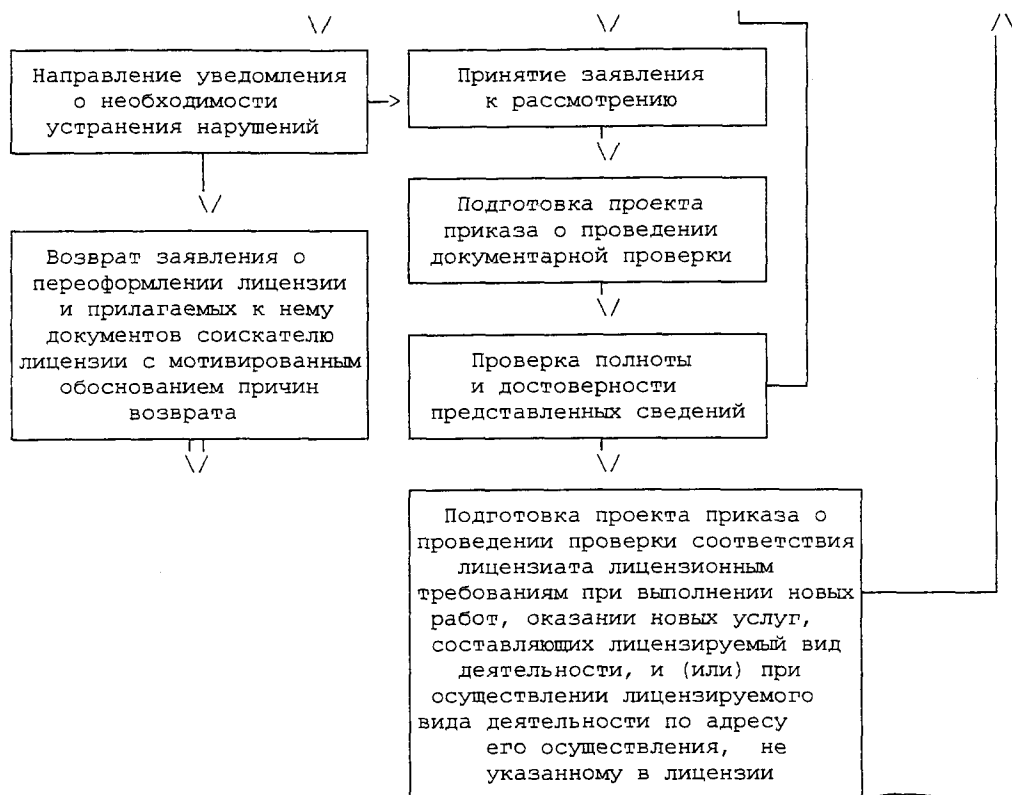 Направление уведомления
о необходимости
устранения нарушений
Принятие заявления
к рассмотрению
Подготовка проекта
приказа о проведении
документарной проверки
Возврат заявления о
переоформлении лицензии
и прилагаемых к нему
документов соискателю
лицензии с мотивированным
обоснованием причин
возврата
Проверка полноты
и достоверности
представленных сведений
Подготовка проекта приказа о
проведении проверки соответствия
лицензиата лицензионным
требованиям при выполнении новых
работ, оказании новых услуг,
составляющих лицензируемый вид
деятельности, и (или) при
осуществлении лицензируемого
вида деятельности по адресу
его осуществления, не
указанному в лицензии